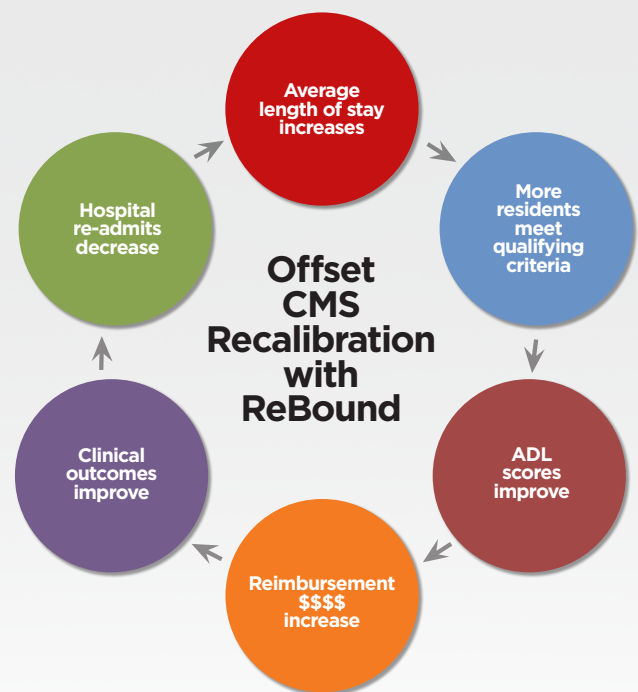 Average
length of stay
increases
More
residents
meet
qualifying
criteria
ADL
scores
improve
Reimbursement
$$$$
increase
Clinical
outcomes
improve
Hospital
re-admits
decrease
Offset
CMS
Recalibration
with
ReBound